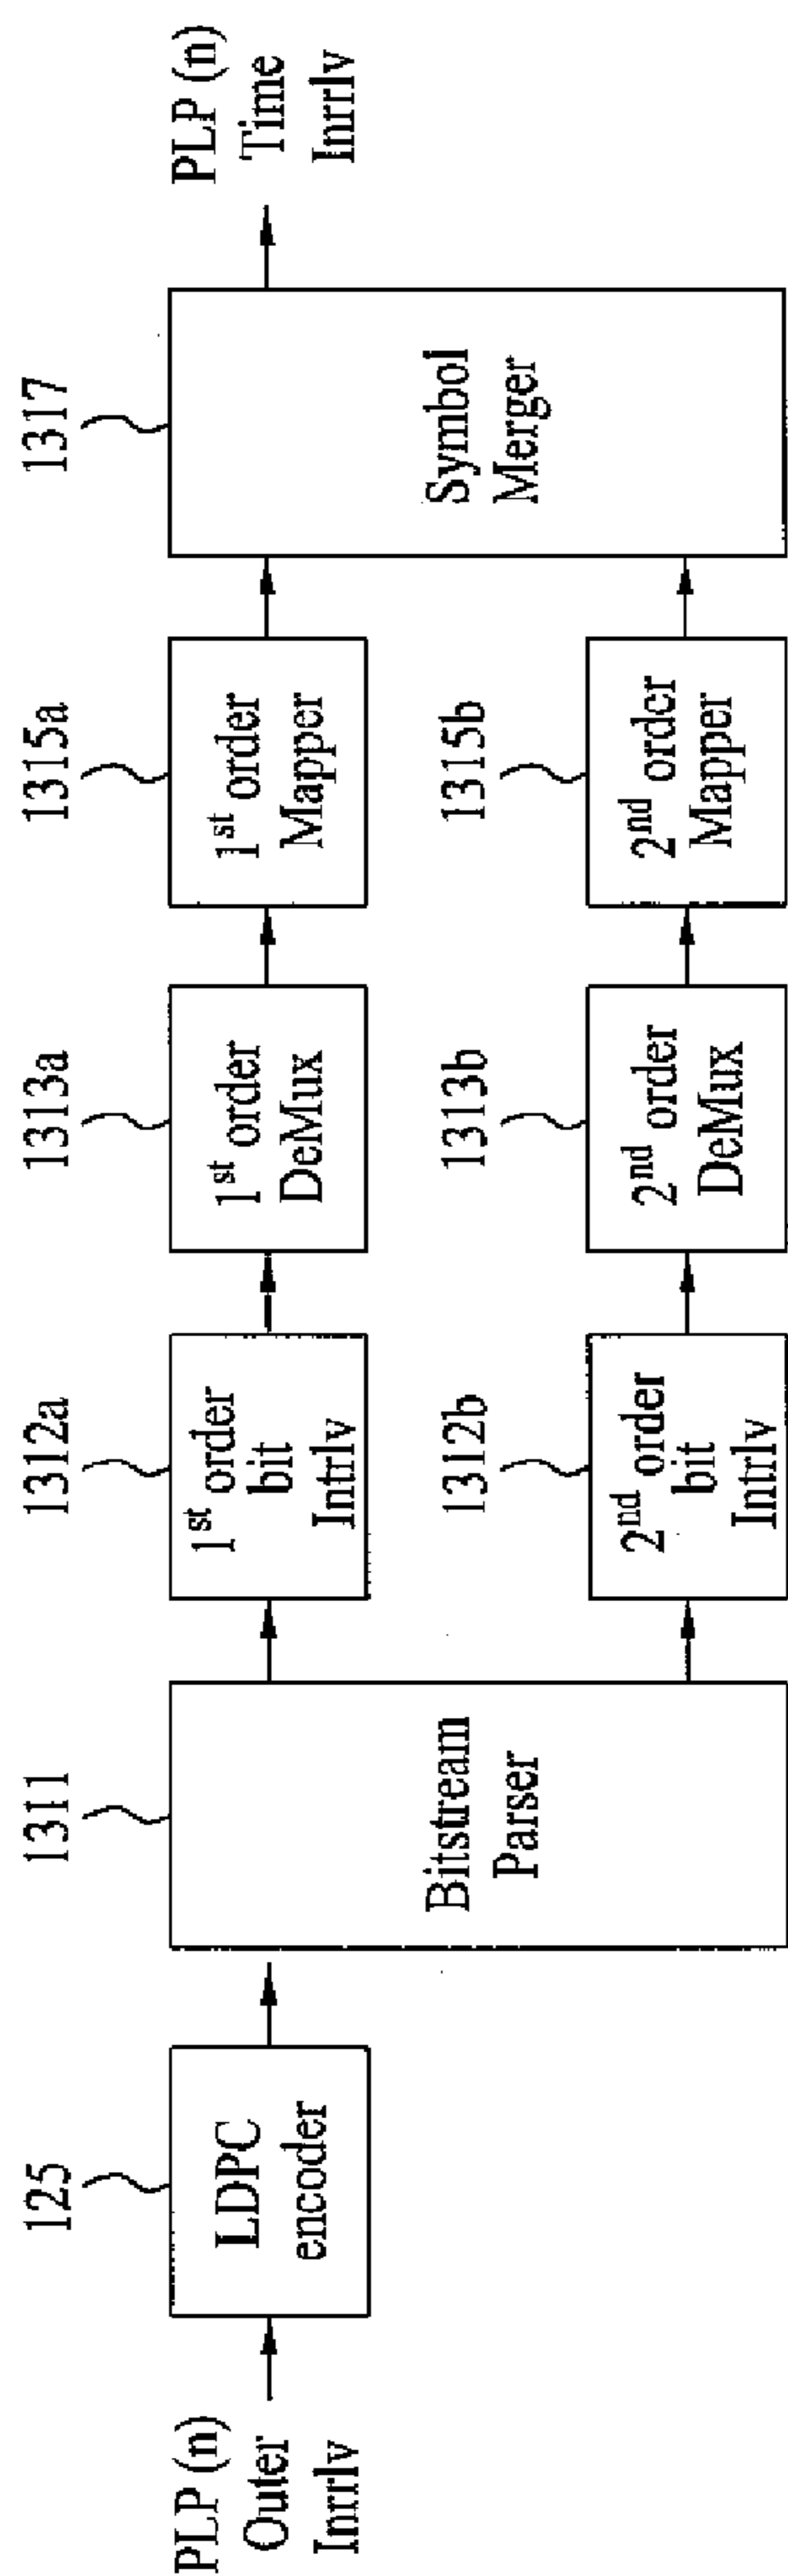 PLP (n)
Outer
Inrrlv
125
LDPC
encoder
1311
Bitstream
Parser
1312a
1st order
bit
Intrlv
1313a
1st order
DeMux
1315a
1st order
Mapper
1312b
2nd order
bit
Intrlv
1313b
2nd order
DeMux
1315b
2nd order
Mapper
1317
Symbol
Merger
PLP (n)
Time
Inrrlv